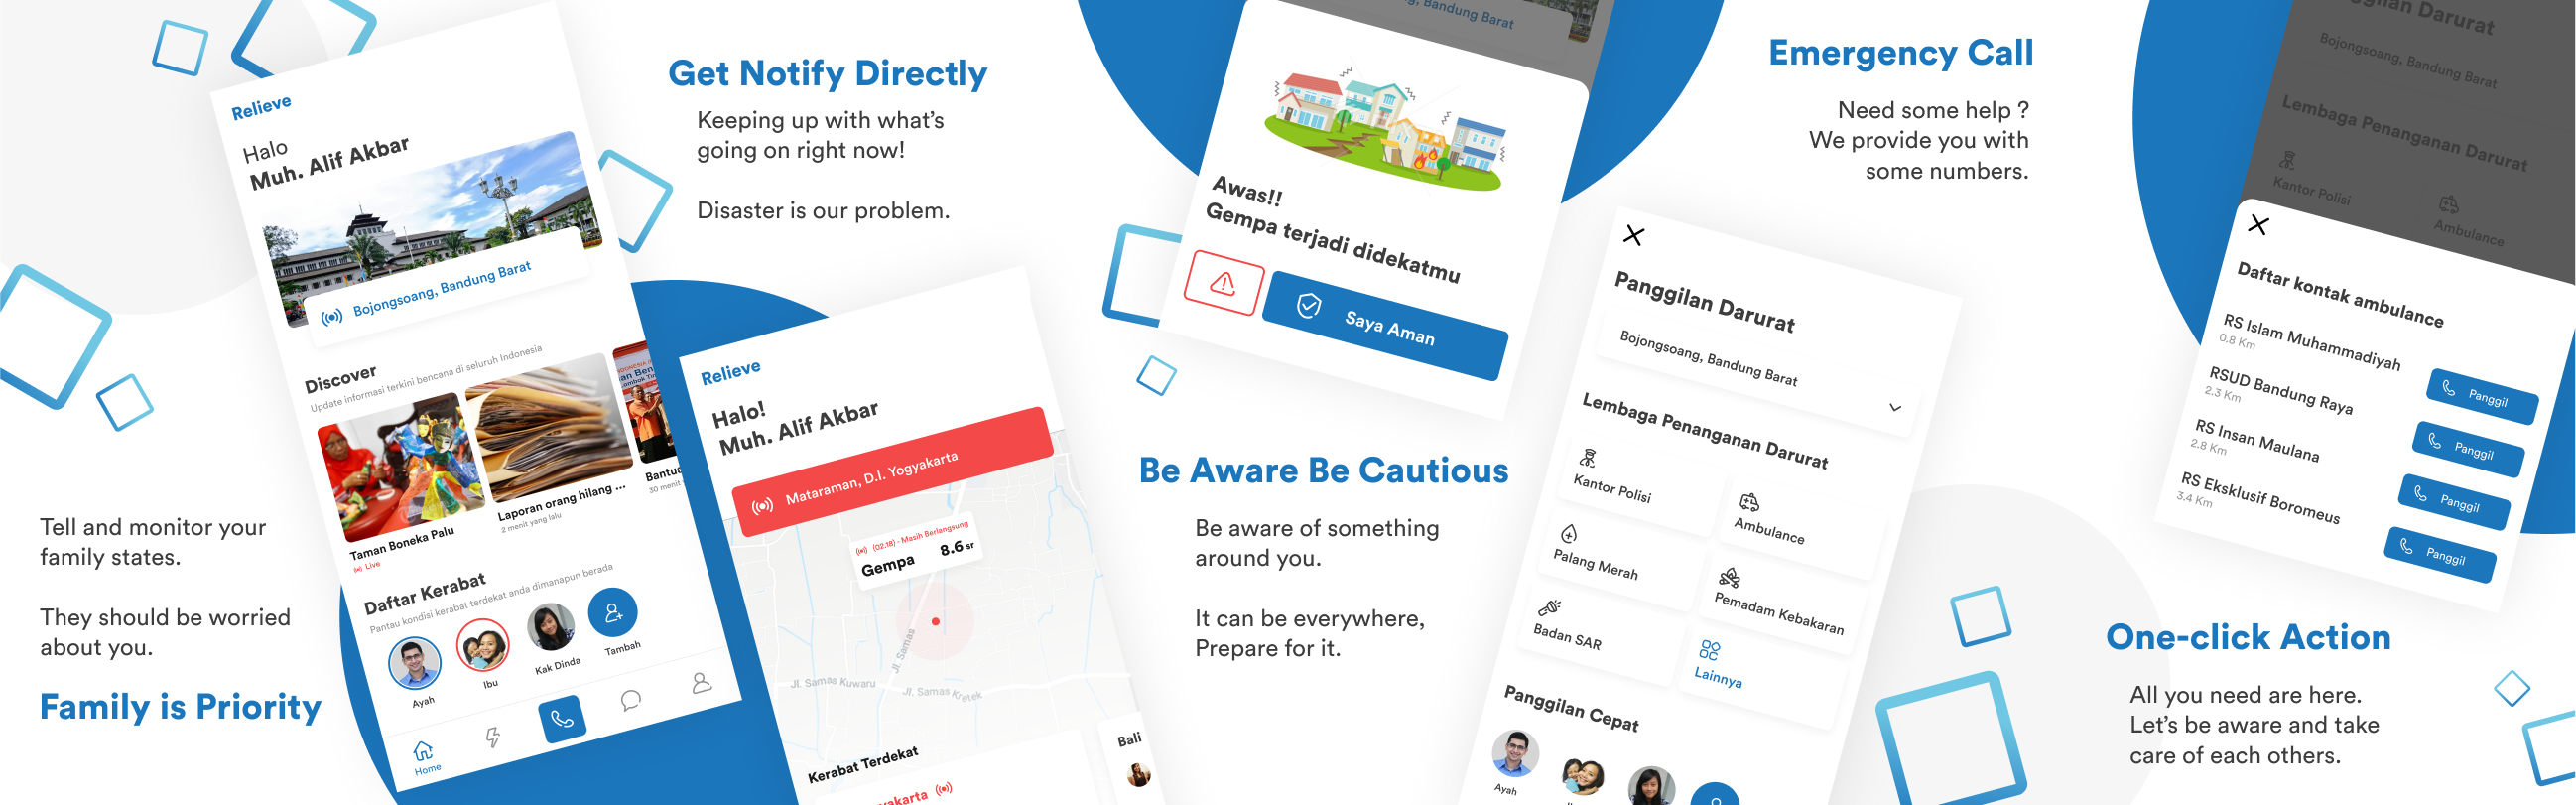 Relieve
Halo
Muh. Alif Akbar
Bojongsoang, Bandung Barat
Discover
Update informasi terkini bencana di seluruh Indonesia
Taman Boneka Palu
Live
Laporan orang hilang ...
2 menit yang lalu
Bantua
30 menit
Daftar Kerabat
Pantau kondisi kerabat terdekat anda dimanapun berada
Ayah
Ibu
Kak Dinda
Tambah
Home
Tell and monitor your
family states.
They should be worried
about you.
Family is Priority
Get Notify Directly
Keeping up with what's
going on right now!
Disaster is our problem.
Relieve
Halo!
Muh. Alif Akbar
Mataraman, D.I. Yogyakarta
(02.18) - Masih Berlangsung
Gempa 8.6 sr
Jl. Samas
Jl. Samas Kuwaru
Jl. Samas Kretek
Kerabat Terdekat
yakarta
Bali
g, Bandung Barat
Awas!!
Gempa terjadi didekatmu
Saya Aman
Be Aware Be Cautious
Be aware of something
around you.
It can be everywhere,
Prepare for it.
Emergency Call
Need some help ?
We provide you with
some numbers.
Panggilan Darurat
Bojongsoang, Bandung Barat
Lembaga Penanganan Darurat
Kantor Polisi
Ambulance
Palang Merah
Pemadam Kebakaran
Badan SAR
Lainnya
Panggilan Cepat
Ayah
ggilan Darurat
Bojongsoang, Bandung Barat
Lembaga Penanganan Darurat
Kantor Polisi
Ambulance
Daftar kontak ambulance
RS Islam Muhammadiyah
0.8 Km
Panggil
RSUD Bandung Raya
2.3 Km
Panggil
RS Insan Maulana
2.8 Km
Panggil
RS Eksklusif Boromeus
3.4 Km
Panggil
One-click Action
All you need are here.
Let's be aware and take
care of each others.